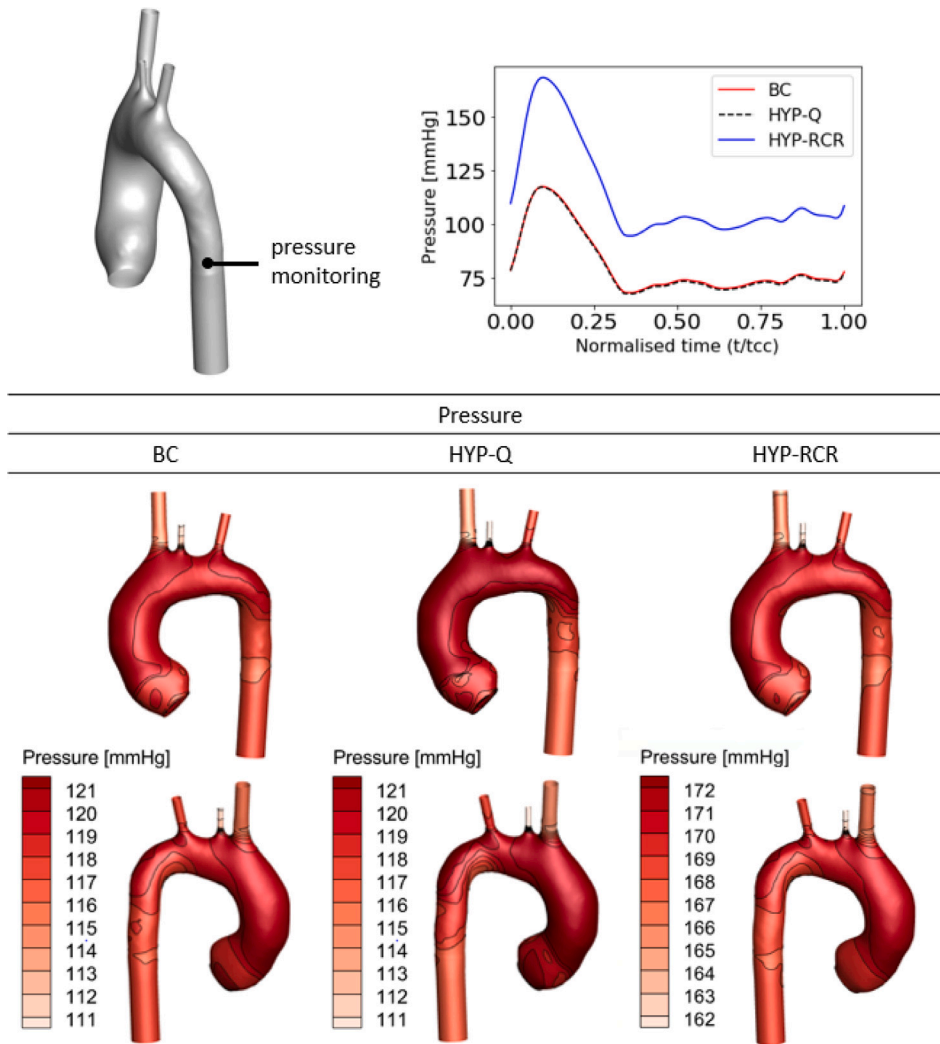 pressure
monitoring
Pressure [mmHg]
150
125
100
75
BC
HYP-Q
HYP-RCR
0.00 0.25 0.50 0.75 1.00
Normalised time (t/tcc)
Pressure
BC HYP-Q HYP-RCR
Pressure [mmHg]
121
120
119
118
117
116
115
114
113
112
111
Pressure [mmHg]
121
120
119
118
117
116
115
114
113
112
111
Pressure [mmHg]
172
171
170
169
168
167
166
165
164
163
162